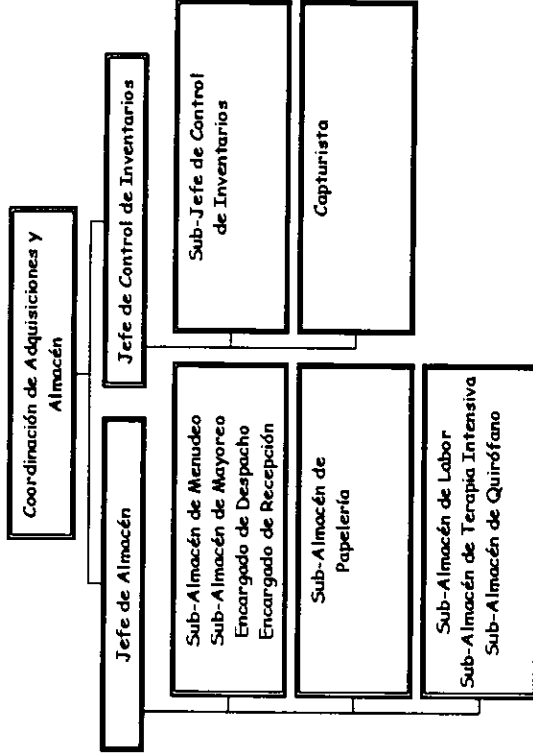 Coordinación de Adquisiciones y
Almacén
Jefe de Almacén
Jefe de Control de Inventarios
Sub-Almacén de Menudeo
Sub-Almacén de Mayoreo
Encargado de Despacho
Encargado de Recepción
Sub-Almacén de
Papelería
Sub-Almacén de Labor
Sub-Almacén de Terapia Intensiva
Sub-Almacén de Quirófano
Sub-Jefe de Control
de Inventarios
Capturista